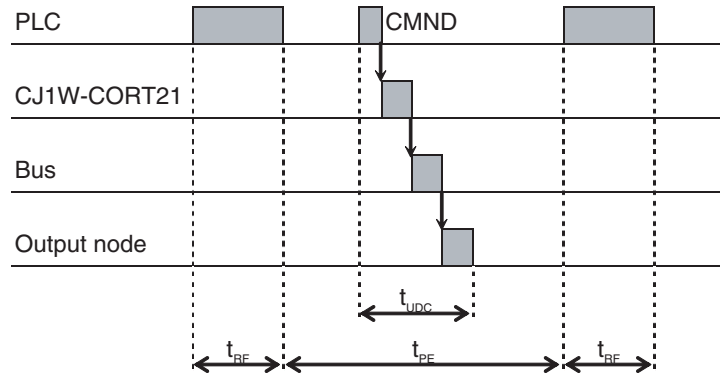 PLC
CMND
CJ1W-CORT21
Bus
Output node
tUDC
tRF
tPE
tRF